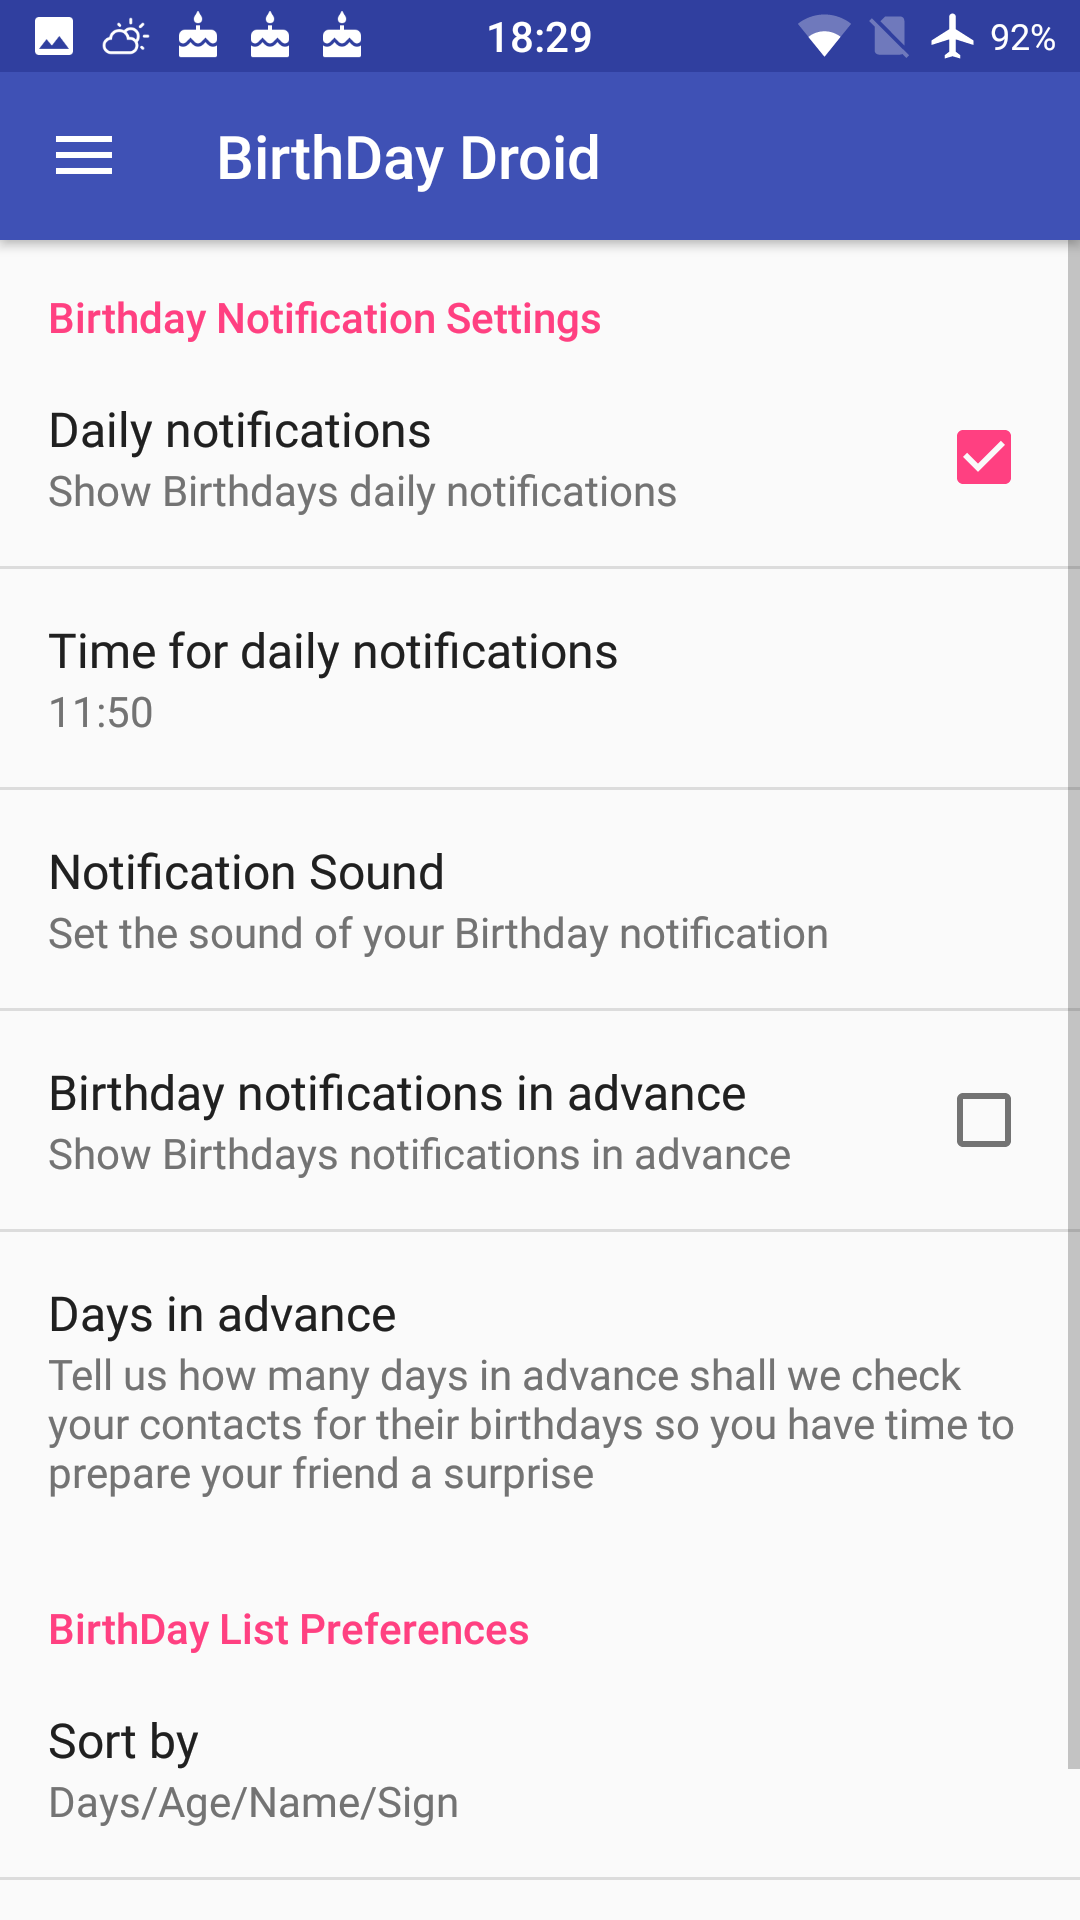 18:29
92%
BirthDay Droid
Birthday Notification Settings
Daily notifications
Show Birthdays daily notifications
Time for daily notifications
11:50
Notification Sound
Set the sound of your Birthday notification
Birthday notifications in advance
Show Birthdays notifications in advance
Days in advance
Tell us how many days in advance shall we check
your contacts for their birthdays so you have time to
prepare your friend a surprise
BirthDay List Preferences
Sort by
Days/Age/Name/Sign